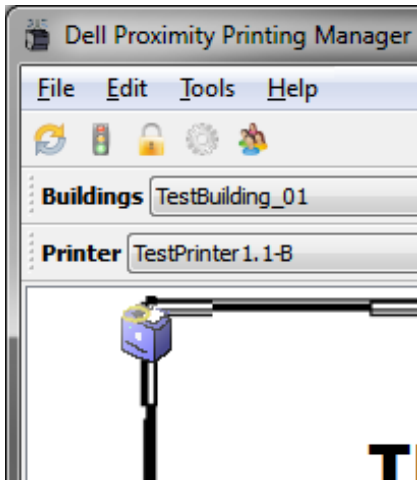 Dell Proximity Printing Manager
File Edit Tools Help
Buildings TestBuilding_01
Printer TestPrinter1.1-B